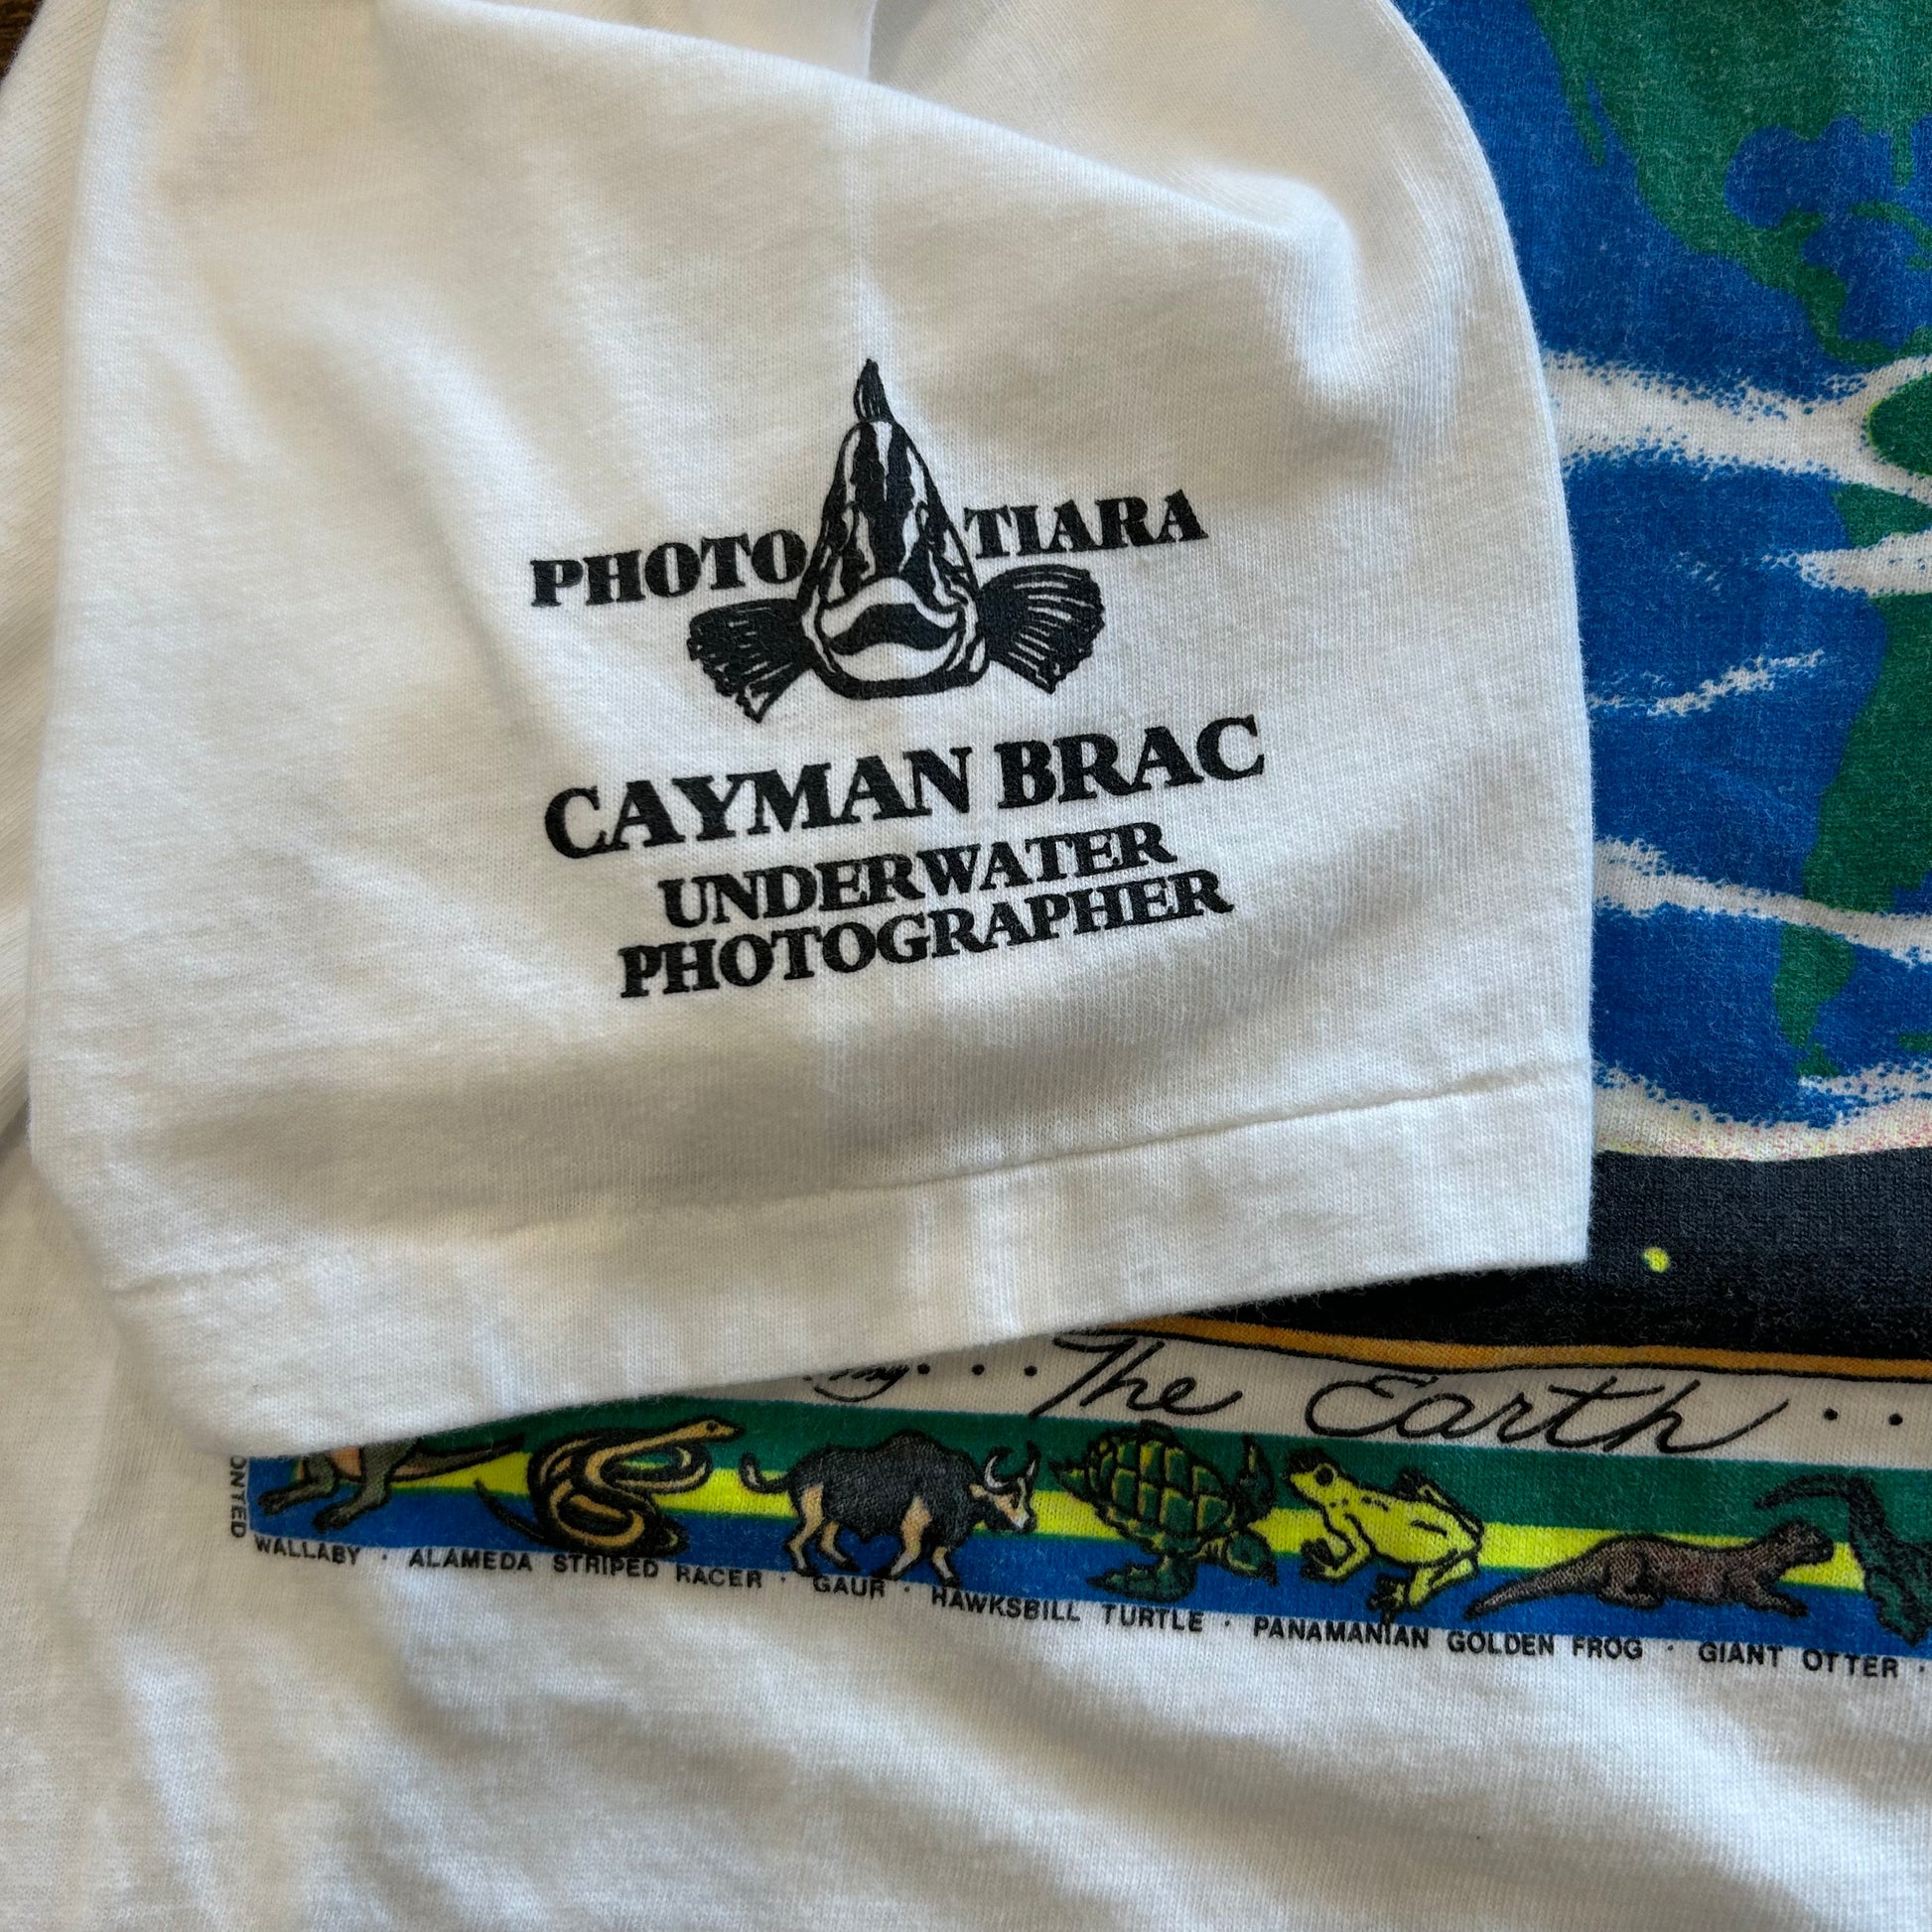 PHOTO TIARA
CAYMAN BRAC
UNDERWATER
PHOTOGRAPHER
... The Earth ..
WALLABY · ALAMEDA STRIPED RACER · GAUR · HAWKSBILL TURTLE · PANAMANIAN GOLDEN FROG · GIANT OTTER ·